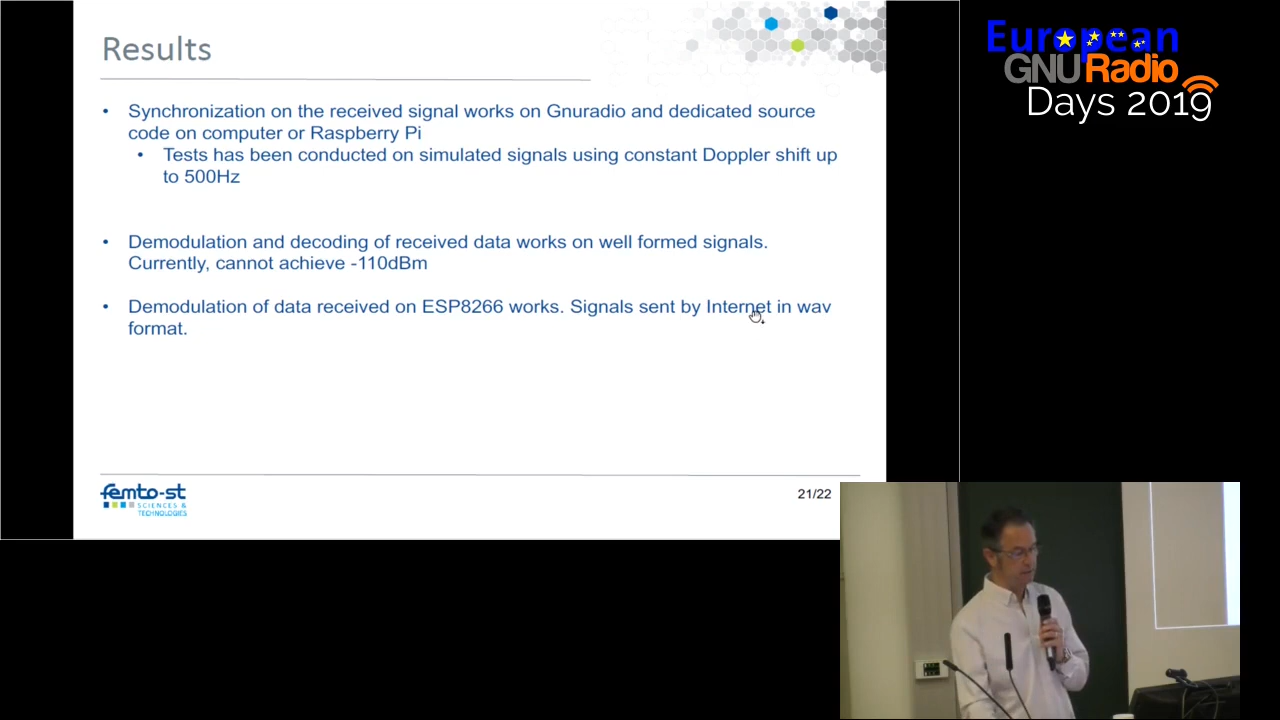 Results
European
GNURadio
Days 2019
• Synchronization on the received signal works on Gnuradio and dedicated source
code on computer or Raspberry Pi
• Tests has been conducted on simulated signals using constant Doppler shift up
to 500Hz
• Demodulation and decoding of received data works on well formed signals.
Currently, cannot achieve -110dBm
• Demodulation of data received on ESP8266 works. Signals sent by Internet in wav
format.
femto-st
SCIENCES &
TECHNOLOGIES
21/22